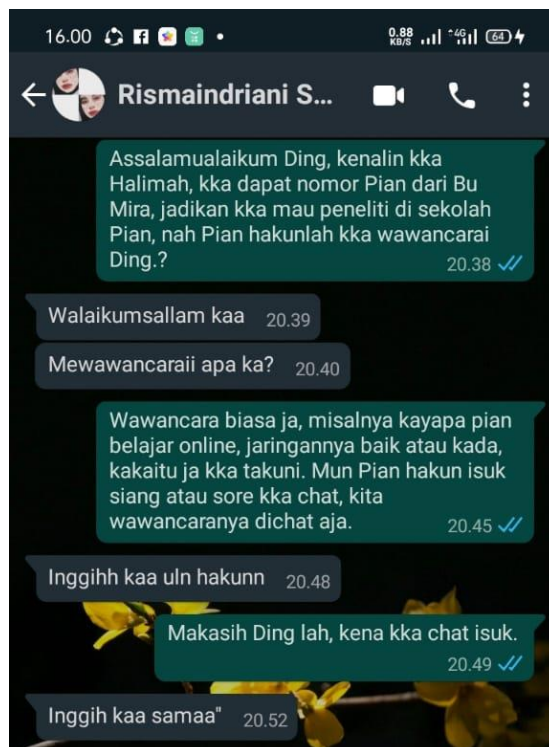 16.00
0.88
KB/S
4G
64
Rismaindriani S...
Assalamualaikum Ding, kenalin kka
Halimah, kka dapat nomor Pian dari Bu
Mira, jadikan kka mau peneliti di sekolah
Pian, nah Pian hakunlah kka wawancarai
Ding.?
20.38
Walaikumsallam kaa 20.39
Mewawancaraii apa ka? 20.40
Wawancara biasa ja, misalnya kayapa pian
belajar online, jaringannya baik atau kada,
kakaitu ja kka takuni. Mun Pian hakun isuk
siang atau sore kka chat, kita
wawancaranya dichat aja.
20.45
Inggihh kaa uln hakunn 20.48
Makasih Ding lah, kena kka chat isuk.
20.49
Inggih kaa samaa" 20.52